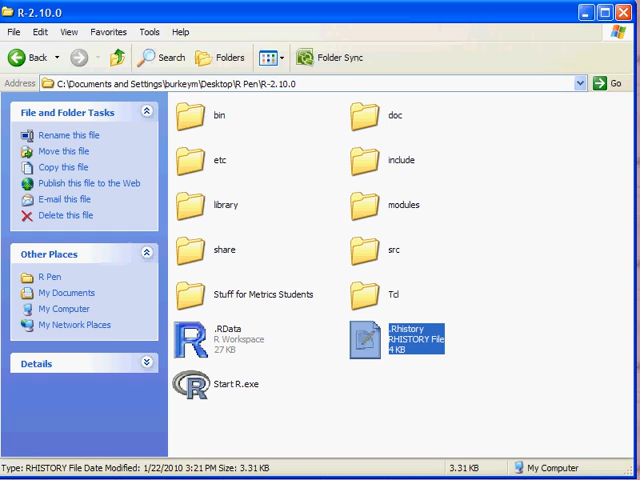 R-2.10.0
File Edit View Favorites Tools Help
Back Search Folders Folder Sync
Address C:\Documents and Settings\burkeym\Desktop\R Pen\R-2.10.0 Go
File and Folder Tasks
Rename this file
Move this file
Copy this file
Publish this file to the Web
E-mail this file
Delete this file
Other Places
R Pen
My Documents
My Computer
My Network Places
Details
bin
doc
etc
include
library
modules
share
src
Stuff for Metrics Students
Tcl
.RData
R Workspace
27 KB
.Rhistory
RHISTORY File
4 KB
Start R.exe
Type: RHISTORY File Date Modified: 1/22/2010 3:21 PM Size: 3.31 KB 3.31 KB My Computer